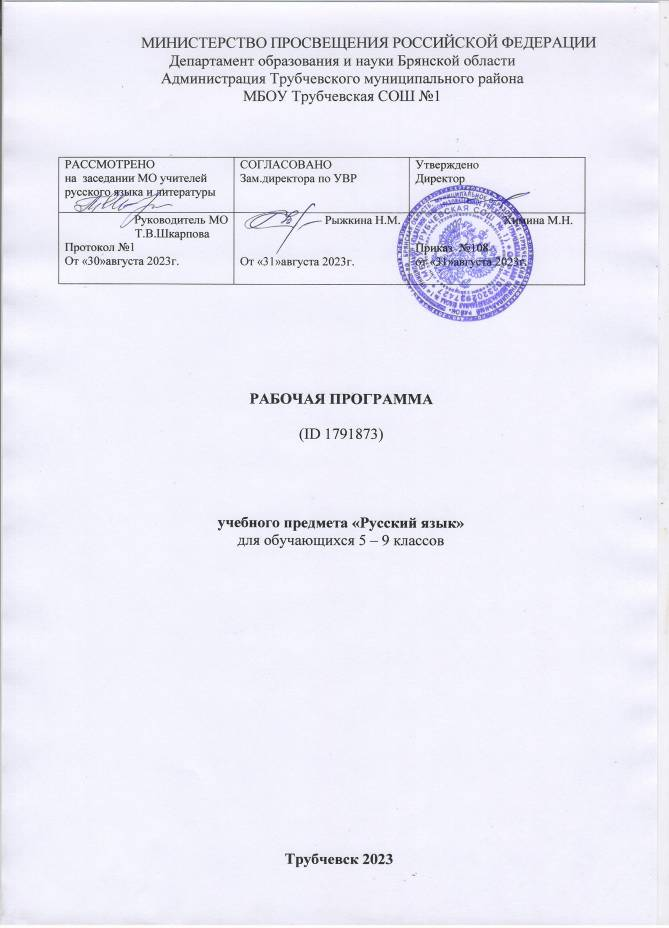 МИНИСТЕРСТВО ПРОСВЕЩЕНИЯ РОССИЙСКОЙ ФЕДЕРАЦИИ
Департамент образования и науки Брянской области
Администрация Трубчевского муниципального района
МБОУ Трубчевская СОШ №1
РАССМОТРЕНО
на заседании МО учителей
русского языка и литературы
Руководитель МО
Т.В.Шкарпова
Протокол №1
От «30»августа 2023г.
СОГЛАСОВАНО
Зам.директора по УВР
Рыжкина Н.М.
От «31»августа 2023г.
Утверждено
Директор
Химина М.Н.
Приказ №108
от «31»августа 2023г.
РАБОЧАЯ ПРОГРАММА
(ID 1791873)
учебного предмета «Русский язык»
для обучающихся 5 – 9 классов
Трубчевск 2023